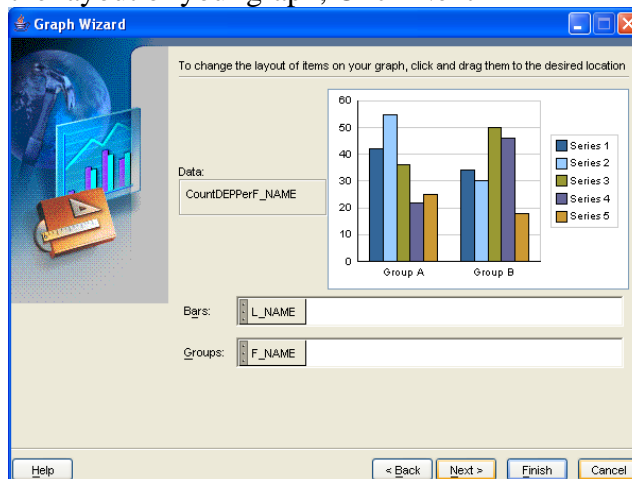 Graph Wizard
To change the layout of items on your graph, click and drag them to the desired location
60
50
40
30
20
10
0
Group A
Group B
Series 1
Series 2
Series 3
Series 4
Series 5
Data:
CountDEPPerF_NAME
Bars:
L_NAME
Groups:
F_NAME
Help
< Back
Next >
Finish
Cancel